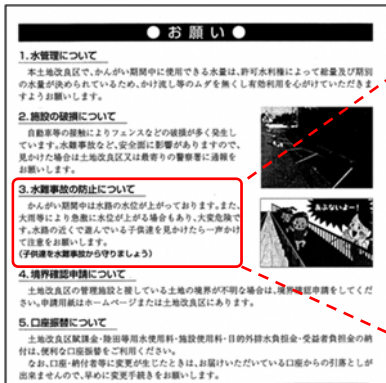 ● お 願 い ●
1.水管理について
本土地改良区で、かんがい期間中に使用できる水量は、許可水利権によって総量及び期別
の水量が決められているため、かけ流し等のムダを無くし有効利用を心がけていただきま
すようお願いします。
2.施設の破損について
自動車等の接触によりフェンスなどの破損が多く発生し
ています。水難事故など、安全面に影響がありますので、
見かけた場合は土地改良区又は最寄りの警察署に通報を
お願いします。
3.水難事故の防止について
かんがい期間中は水路の水位が上がっております。また、
大雨等により急激に水位が上がる場合もあり、大変危険で
す。水路の近くで遊んでいる子供達を見かけたら一声かけ
て注意をお願いします。
(子供達を水難事故から守りましょう)
あぶないよー!
4.境界確認申請について
土地改良区の管理施設と接している土地の境界が不明な場合は、境界確認申請をしてくだ
さい。申請用紙はホームページまたは土地改良区にあります。
5.口座振替について
土地改良区賦課金・除田等用水使用料・施設使用料・目的外排水負担金・受益者負担金の納
付は、便利な口座振替をご利用ください。
なお、口座・納付者等に変更が生じたときは、お届けいただいている口座からの引落としが
出来ませんので、早めに変更手続きをお願いします。